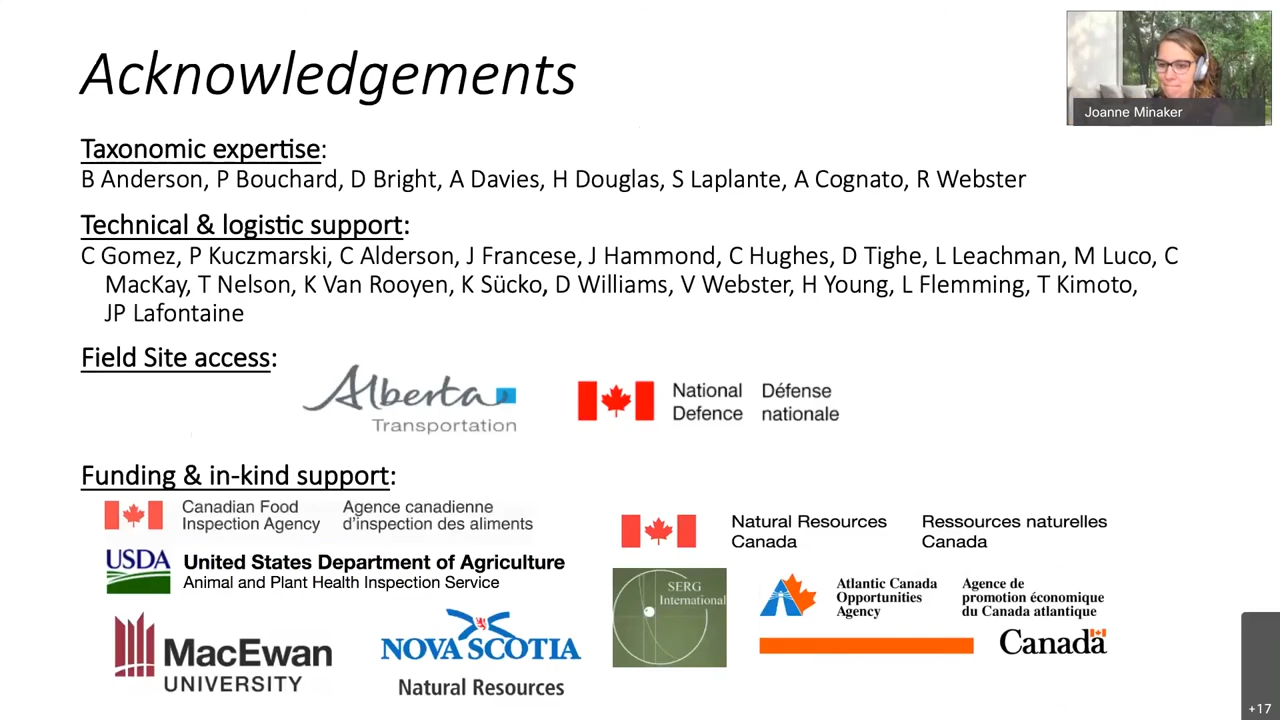 Acknowledgements
Joanne Minaker
Taxonomic expertise:
B Anderson, P Bouchard, D Bright, A Davies, H Douglas, S Laplante, A Cognato, R Webster
Technical & logistic support:
C Gomez, P Kuczmarski, C Alderson, J Francese, J Hammond, C Hughes, D Tighe, L Leachman, M Luco, C
MacKay, T Nelson, K Van Rooyen, K Sücko, D Williams, V Webster, H Young, L Flemming, T Kimoto,
JP Lafontaine
Field Site access:
Alberta
Transportation
National
Defence
Défense
nationale
Funding & in-kind support:
Canadian Food
Inspection Agency
Agence canadienne
d'inspection des aliments
Natural Resources
Canada
Ressources naturelles
Canada
USDA
United States Department of Agriculture
Animal and Plant Health Inspection Service
SERG
International
Atlantic Canada
Opportunities
Agency
Agence de
promotion économique
du Canada atlantique
Canada
MacEwan
UNIVERSITY
NOVA SCOTIA
Natural Resources
+17